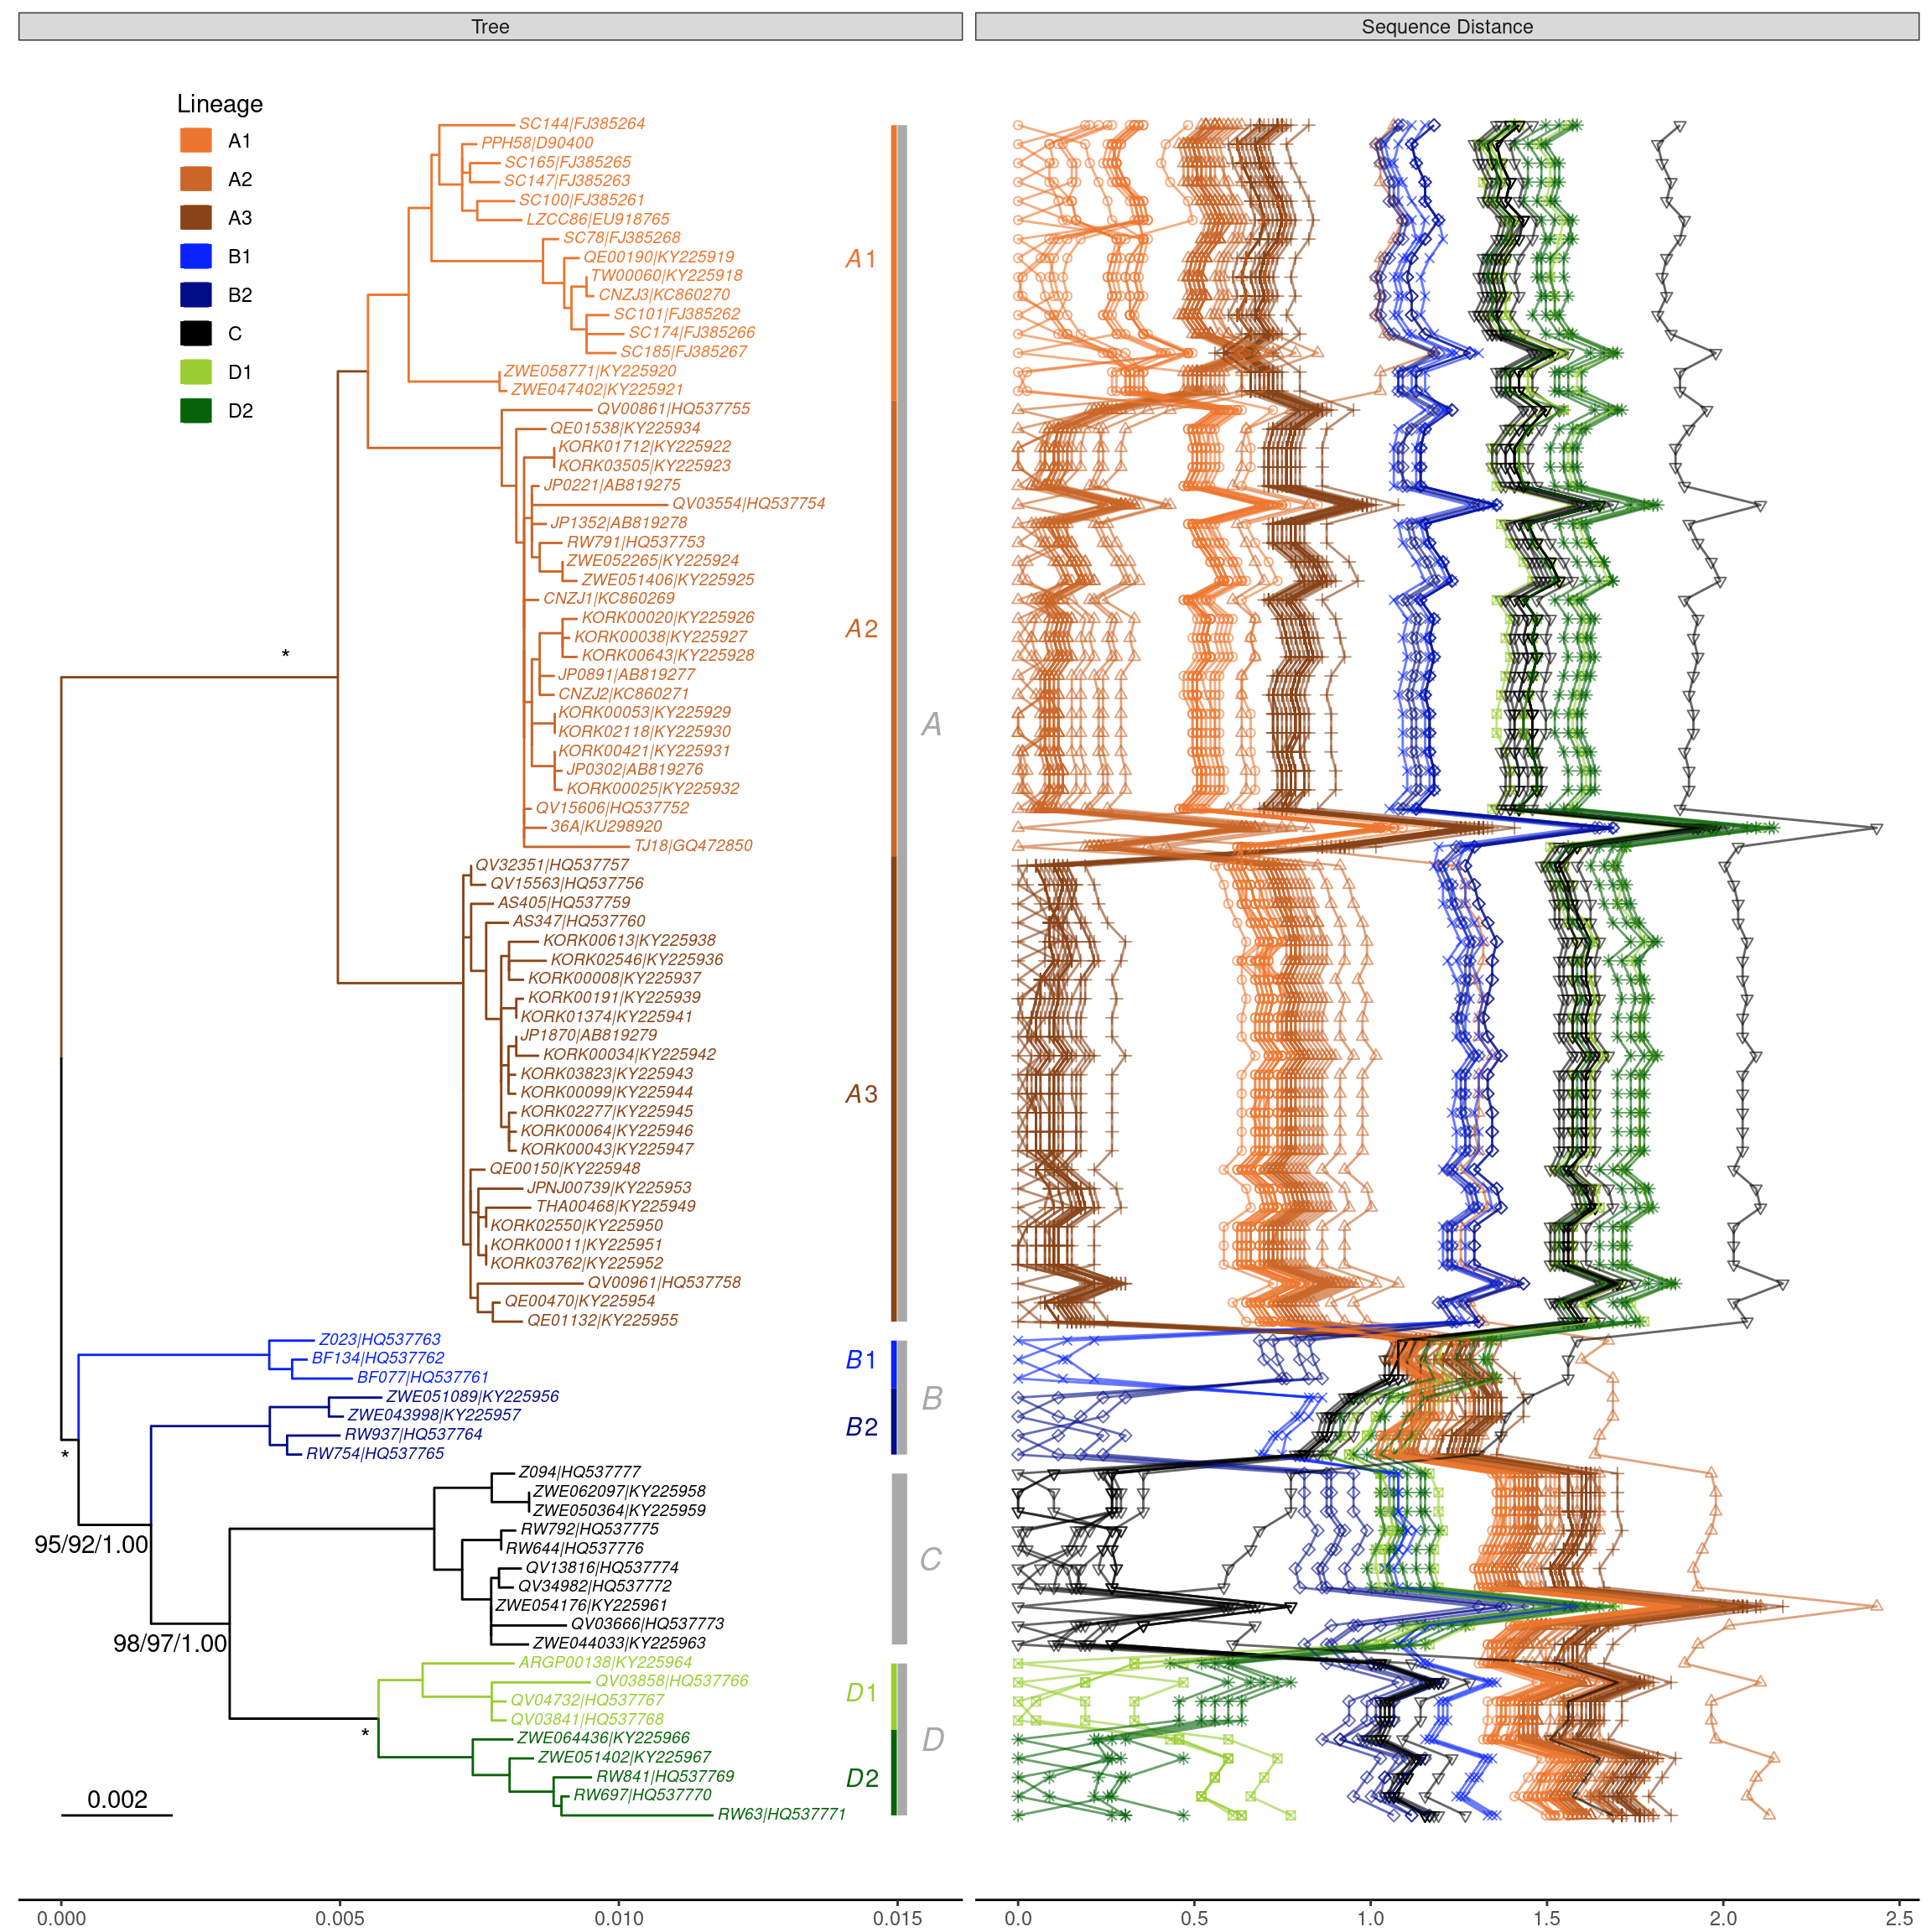 Tree
Sequence Distance
Lineage
A1
A2
A3
B1
B2
C
D1
D2
SC144|FJ385264
PPH58|D90400
SC165|FJ385265
SC147|FJ385263
SC100|FJ385261
LZCC86|EU918765
SC78|FJ385268
QE00190|KY225919
TW00060|KY225918
CNZJ3|KC860270
SC101|FJ385262
SC174|FJ385266
SC185|FJ385267
ZWE058771|KY225920
ZWE047402|KY225921
QV00861|HQ537755
QE01538|KY225934
KORK01712|KY225922
KORK03505|KY225923
JP0221|AB819275
QV03554|HQ537754
JP1352|AB819278
RW791|HQ537753
ZWE052265|KY225924
ZWE051406|KY225925
CNZJ1|KC860269
KORK00020|KY225926
KORK00038|KY225927
KORK00643|KY225928
JP0891|AB819277
CNZJ2|KC860271
KORK00053|KY225929
KORK02118|KY225930
KORK00421|KY225931
JP0302|AB819276
KORK00025|KY225932
QV15606|HQ537752
36A|KU298920
TJ18|GQ472850
QV32351|HQ537757
QV15563|HQ537756
AS405|HQ537759
AS347|HQ537760
KORK00613|KY225938
KORK02546|KY225936
KORK00008|KY225937
KORK00191|KY225939
KORK01374|KY225941
JP1870|AB819279
KORK00034|KY225942
KORK03823|KY225943
KORK00099|KY225944
KORK02277|KY225945
KORK00064|KY225946
KORK00043|KY225947
QE00150|KY225948
JPNJ00739|KY225953
THA00468|KY225949
KORK02550|KY225950
KORK00011|KY225951
KORK03762|KY225952
QV00961|HQ537758
QE00470|KY225954
QE01132|KY225955
Z023|HQ537763
BF134|HQ537762
BF077|HQ537761
ZWE051089|KY225956
ZWE043998|KY225957
RW937|HQ537764
RW754|HQ537765
Z094|HQ537777
ZWE062097|KY225958
ZWE050364|KY225959
RW792|HQ537775
RW644|HQ537776
QV13816|HQ537774
QV34982|HQ537772
ZWE054176|KY225961
QV03666|HQ537773
ZWE044033|KY225963
ARGP00138|KY225964
QV03858|HQ537766
QV04732|HQ537767
QV03841|HQ537768
ZWE064436|KY225966
ZWE051402|KY225967
RW841|HQ537769
RW697|HQ537770
RW63|HQ537771
A1
A2
A3
B1
B2
D1
D2
A
B
C
D
*
*
95/92/1.00
98/97/1.00
*
0.002
0.000 0.005 0.010 0.015
0.0 0.5 1.0 1.5 2.0 2.5